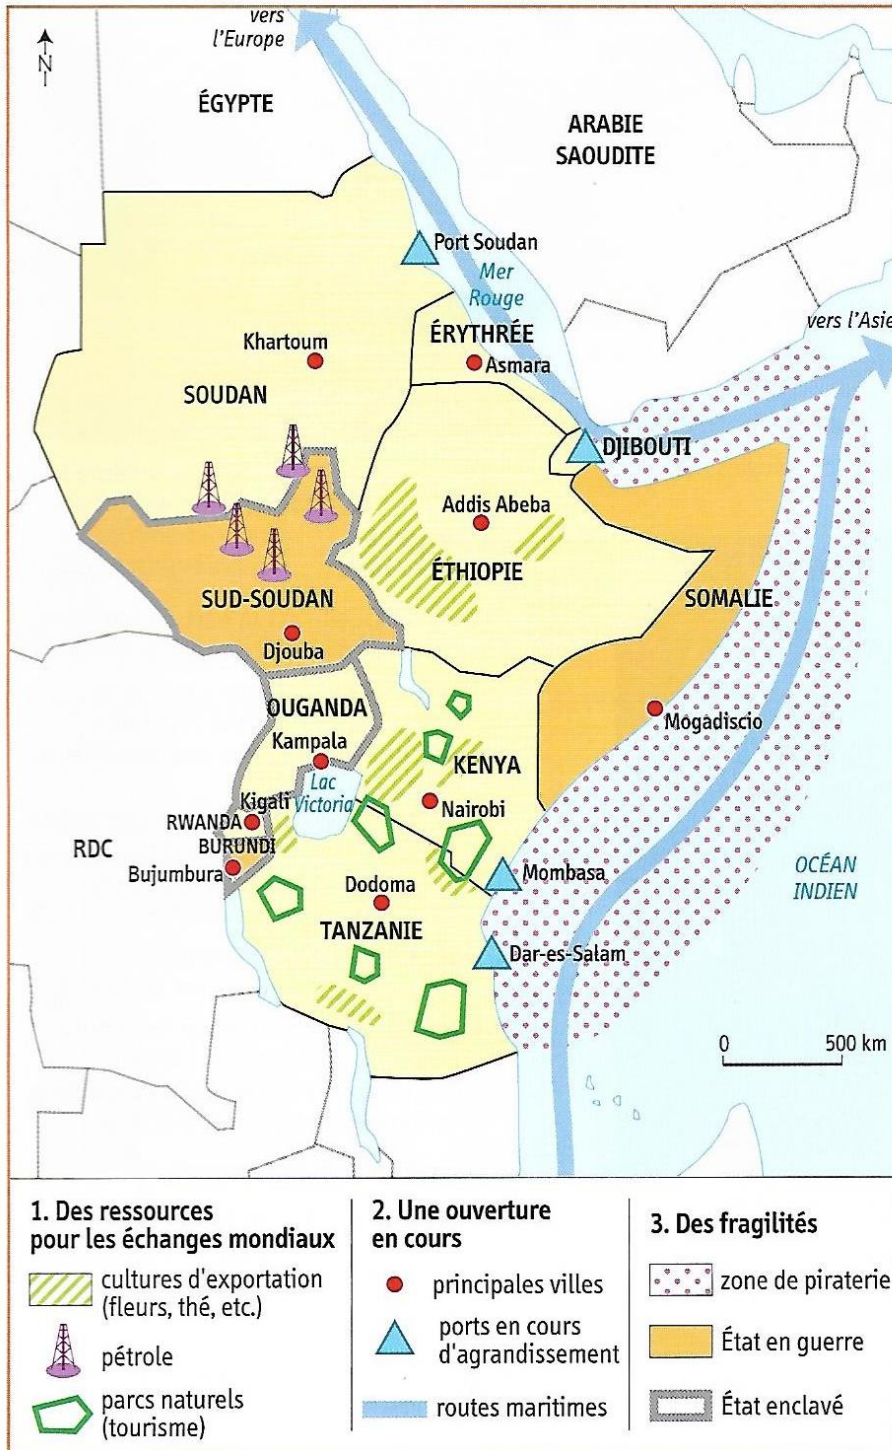 vers
l'Europe
N
ÉGYPTE
ARABIE
SAOUDITE
Port Soudan
Mer
Rouge
vers l'Asie
Khartoum
ÉRYTHRÉE
Asmara
SOUDAN
DJIBOUTI
Addis Abeba
ÉTHIOPIE
SUD-SOUDAN
SOMALIE
Djouba
OUGANDA
Kampala
Mogadiscio
KENYA
Lac
Victoria
Kigali
Nairobi
RWANDA
RDC
BURUNDI
Bujumbura
Mombasa
OCÉAN
INDIEN
Dodoma
TANZANIE
Dar-es-Salam
0 500 km
1. Des ressources
pour les échanges mondiaux
cultures d'exportation
(fleurs, thé, etc.)
pétrole
parcs naturels
(tourisme)
2. Une ouverture
en cours
principales villes
ports en cours
d'agrandissement
routes maritimes
3. Des fragilités
zone de piraterie
État en guerre
État enclavé